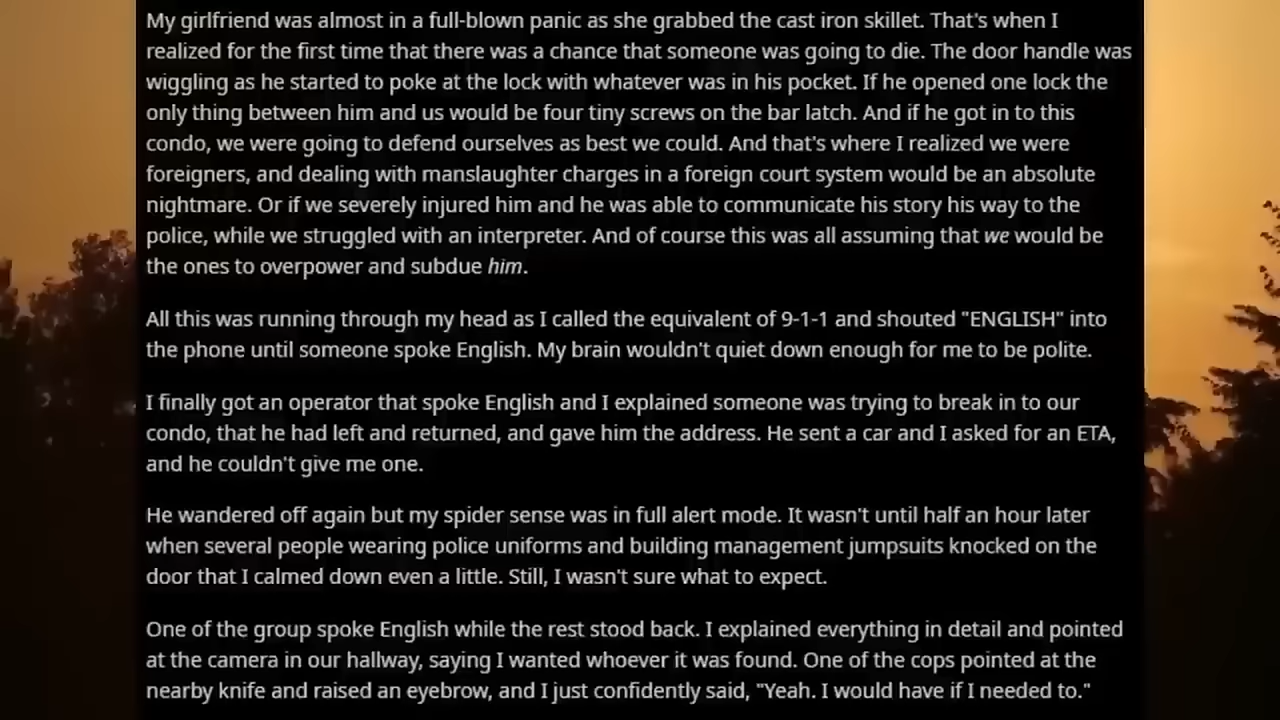 My girlfriend was almost in a full-blown panic as she grabbed the cast iron skillet. That's when I
realized for the first time that there was a chance that someone was going to die. The door handle was
wiggling as he started to poke at the lock with whatever was in his pocket. If he opened one lock the
only thing between him and us would be four tiny screws on the bar latch. And if he got in to this
condo, we were going to defend ourselves as best we could. And that's where I realized we were
foreigners, and dealing with manslaughter charges in a foreign court system would be an absolute
nightmare. Or if we severely injured him and he was able to communicate his story his way to the
police, while we struggled with an interpreter. And of course this was all assuming that we would be
the ones to overpower and subdue him.
All this was running through my head as I called the equivalent of 9-1-1 and shouted "ENGLISH" into
the phone until someone spoke English. My brain wouldn't quiet down enough for me to be polite.
I finally got an operator that spoke English and I explained someone was trying to break in to our
condo, that he had left and returned, and gave him the address. He sent a car and I asked for an ETA,
and he couldn't give me one.
He wandered off again but my spider sense was in full alert mode. It wasn't until half an hour later
when several people wearing police uniforms and building management jumpsuits knocked on the
door that I calmed down even a little. Still, I wasn't sure what to expect.
One of the group spoke English while the rest stood back. I explained everything in detail and pointed
at the camera in our hallway, saying I wanted whoever it was found. One of the cops pointed at the
nearby knife and raised an eyebrow, and I just confidently said, "Yeah. I would have if I needed to."